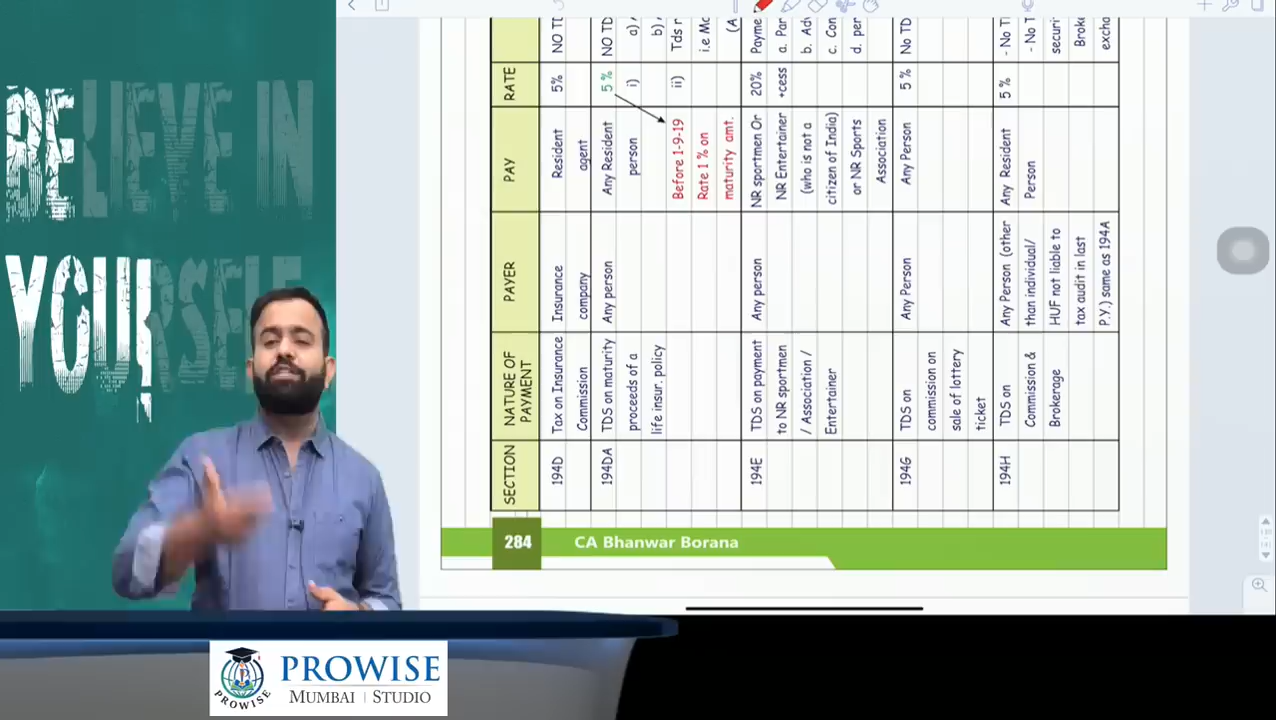 BELIEVE IN
YOURSELF
SECTION
NATURE OF
PAYMENT
PAYER
PAY
RATE
194D
Tax on Insurance
Commission
Insurance
company
Resident
agent
5%
194DA
TDS on maturity
proceeds of a
life insur. policy
Any person
Any Resident
person
Before 1-9-19
Rate 1 % on
maturity amt.
5 %
i)
ii)
a)
b)
194E
TDS on payment
to NR sportmen
/ Association /
Entertainer
Any person
NR sportmen Or
NR Entertainer
(who is not a
citizen of India)
or NR Sports
Association
20%
+cess
a.
b.
c.
d.
194G
TDS on
commission on
sale of lottery
ticket
Any Person
Any Person
5 %
194H
TDS on
Commission &
Brokerage
Any Person (other
than individual/
HUF not liable to
tax audit in last
P.Y.) same as 194A
Any Resident
Person
5 %
284
CA Bhanwar Borana
PROWISE
PROWISE
MUMBAI | STUDIO